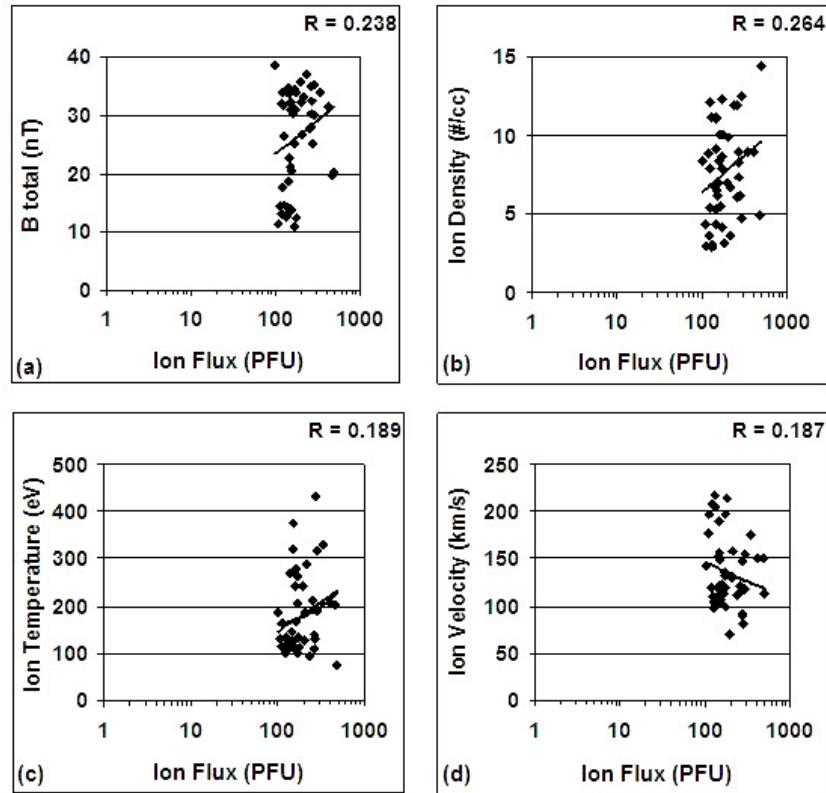 R = 0.238
40
30
20
10
0
B total (nT)
1 10 100 1000
Ion Flux (PFU)
(a)
R = 0.264
15
10
5
0
Ion Density (#/cc)
1 10 100 1000
Ion Flux (PFU)
(b)
R = 0.189
500
400
300
200
100
0
Ion Temperature (eV)
1 10 100 1000
Ion Flux (PFU)
(c)
R = 0.187
250
200
150
100
50
0
Ion Velocity (km/s)
1 10 100 1000
Ion Flux (PFU)
(d)